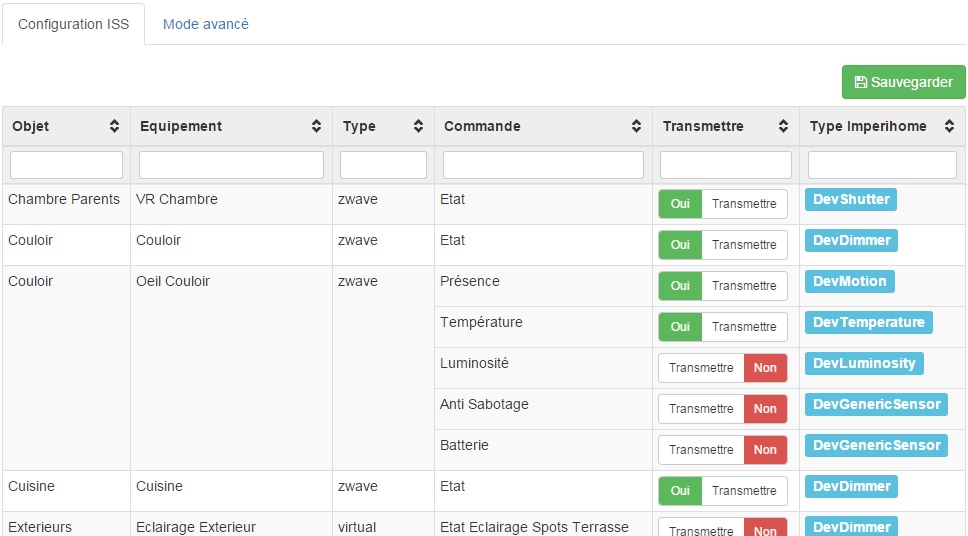 Configuration ISS Mode avancé
Sauvegarder
Objet Equipement Type Commande Transmettre Type Imperihome
Chambre Parents VR Chambre zwave Etat Oui Transmettre DevShutter
Couloir Couloir zwave Etat Oui Transmettre DevDimmer
Couloir Oeil Couloir zwave Présence Oui Transmettre DevMotion
Température Oui Transmettre DevTemperature
Luminosité Transmettre Non DevLuminosity
Anti Sabotage Transmettre Non DevGenericSensor
Batterie Transmettre Non DevGenericSensor
Cuisine Cuisine zwave Etat Oui Transmettre DevDimmer
Exterieurs Eclairage Exterieur virtual Etat Eclairage Spots Terrasse Transmettre Non DevDimmer